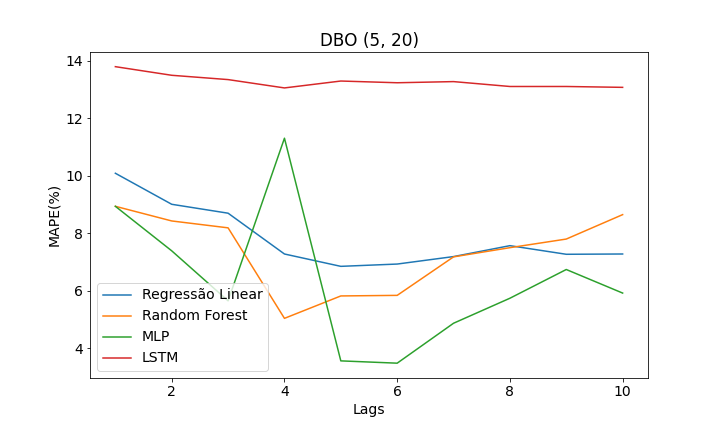 DBO (5, 20)
14
12
10
8
6
4
MAPE(%)
Regressão Linear
Random Forest
MLP
LSTM
2
4
6
8
10
Lags